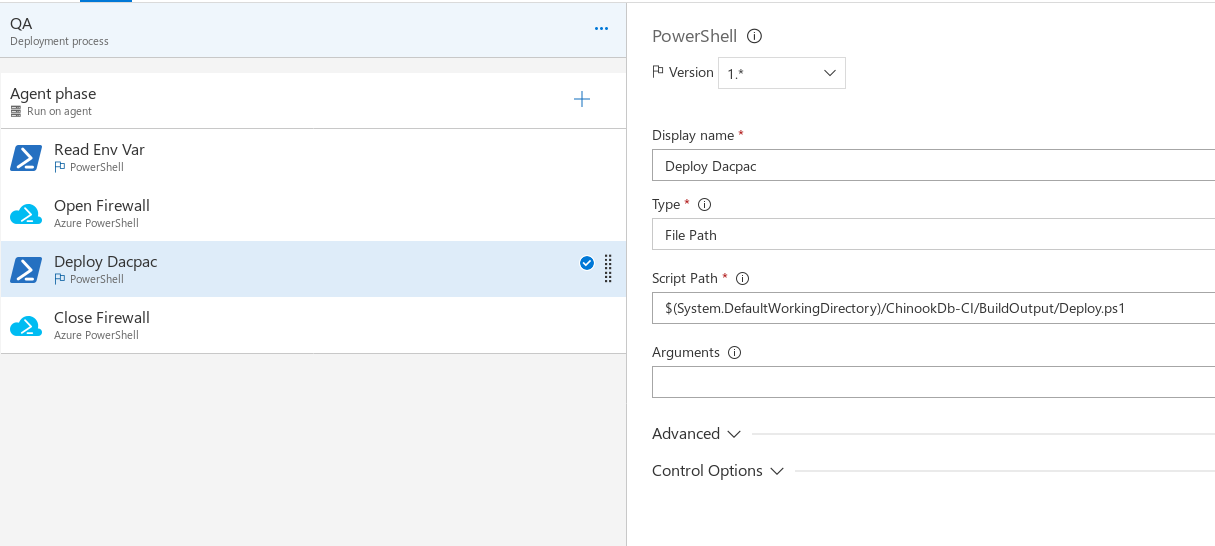 QA
Deployment process
Agent phase
Run on agent
Read Env Var
PowerShell
Open Firewall
Azure PowerShell
Deploy Dacpac
PowerShell
Close Firewall
Azure PowerShell
PowerShell
Version 1.*
Display name *
Deploy Dacpac
Type *
File Path
Script Path *
$(System.DefaultWorkingDirectory)/ChinookDb-CI/BuildOutput/Deploy.ps1
Arguments
Advanced
Control Options